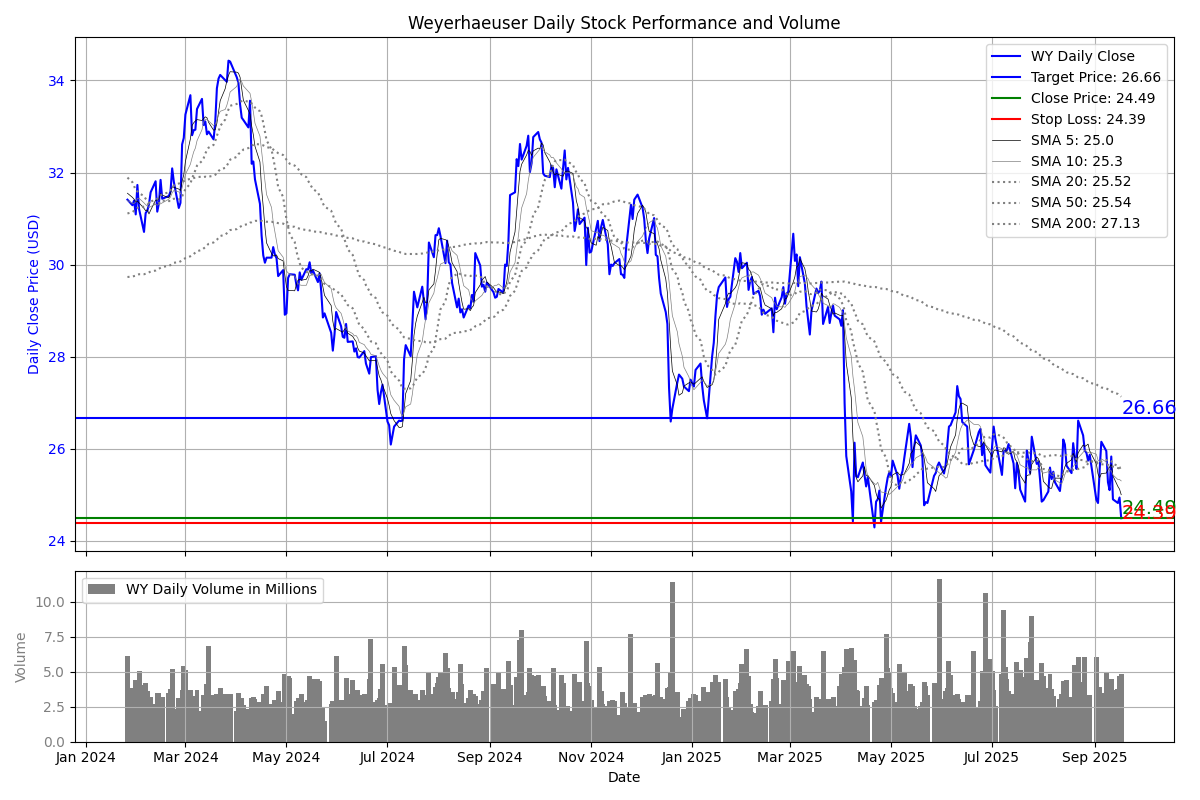 Weyerhaeuser Daily Stock Performance and Volume
Daily Close Price (USD)
34
32
30
28
26
24
WY Daily Close
Target Price: 26.66
Close Price: 24.49
Stop Loss: 24.39
SMA 5: 25.0
SMA 10: 25.3
SMA 20: 25.52
SMA 50: 25.54
SMA 200: 27.13
26.66
24.49
24.39
Volume
10.0
7.5
5.0
2.5
0.0
WY Daily Volume in Millions
Jan 2024
Mar 2024
May 2024
Jul 2024
Sep 2024
Nov 2024
Jan 2025
Mar 2025
May 2025
Jul 2025
Sep 2025
Date